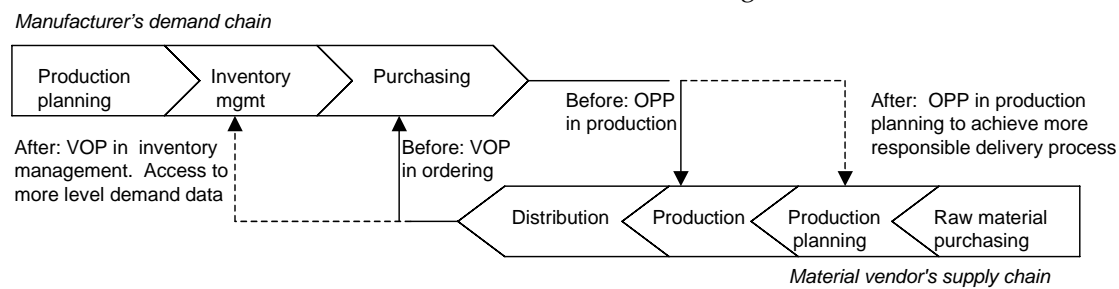 Manufacturer's demand chain
Production
planning
Inventory
mgmt
Purchasing
Before: OPP
in production
After: OPP in production
planning to achieve more
responsible delivery process
After: VOP in inventory
management. Access to
more level demand data
Before: VOP
in ordering
Distribution
Production
Production
planning
Raw material
purchasing
Material vendor's supply chain